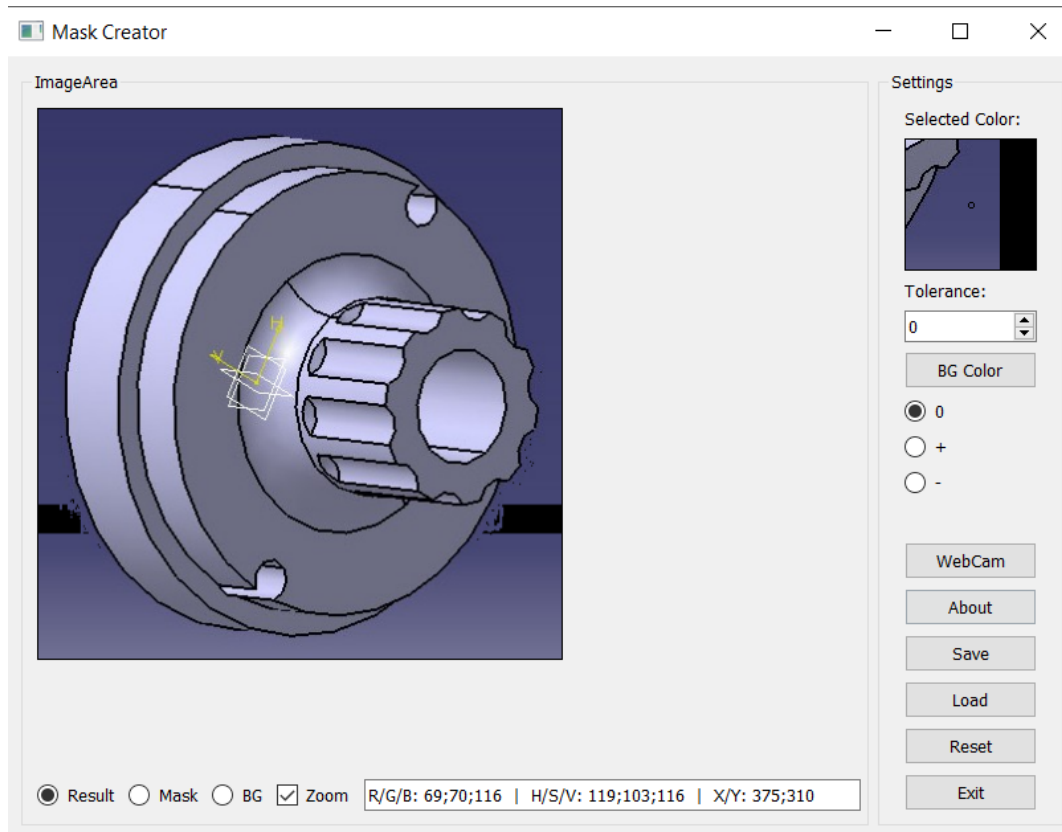 Mask Creator
ImageArea
Settings
Selected Color:
Tolerance:
0
BG Color
0
+
-
WebCam
About
Save
Load
Reset
Exit
H
V
Result Mask BG Zoom R/G/B: 69;70;116 | H/S/V: 119;103;116 | X/Y: 375;310